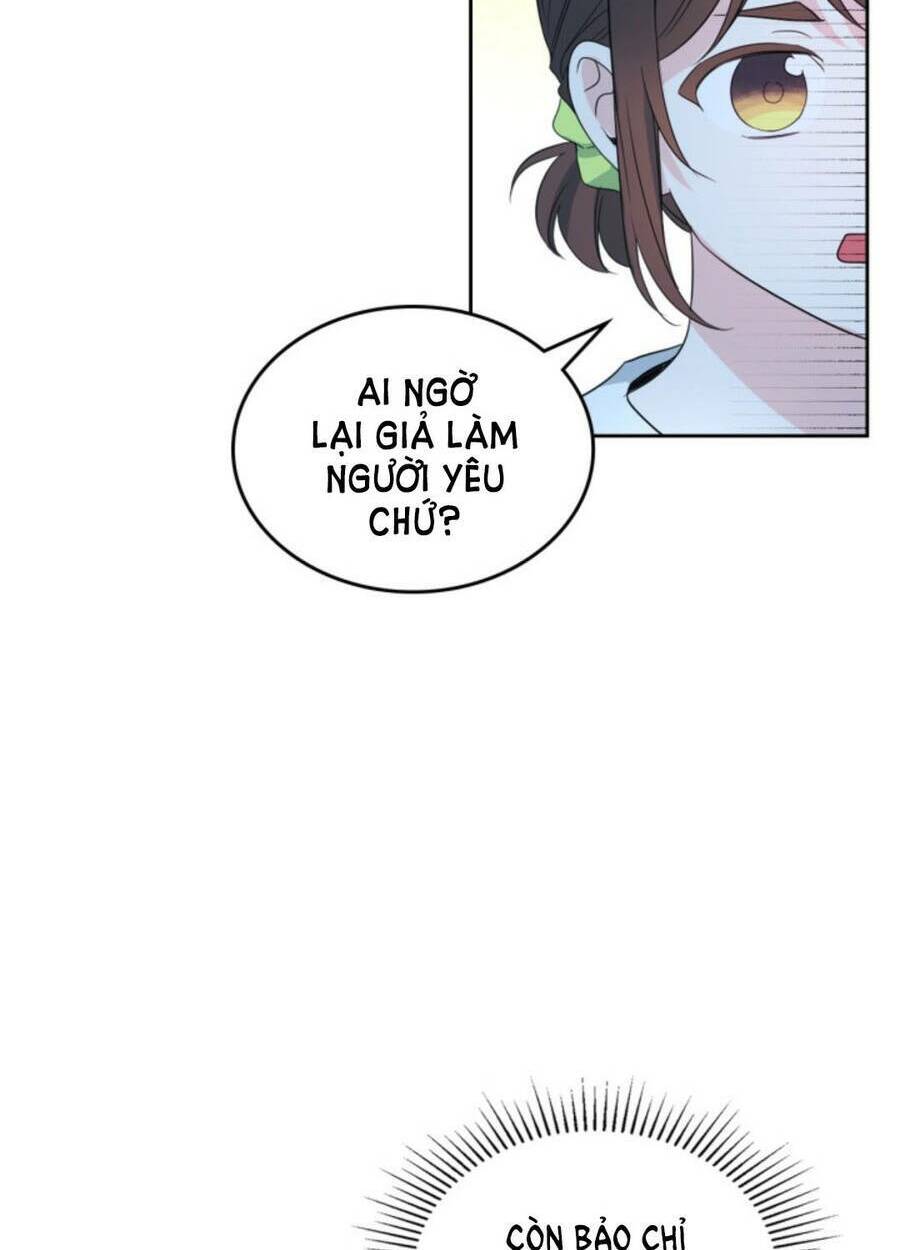 AI NGỜ
LẠI GIẢ LÀM
NGƯỜI YÊU
CHỨ?
CÒN BẢO CHỈ